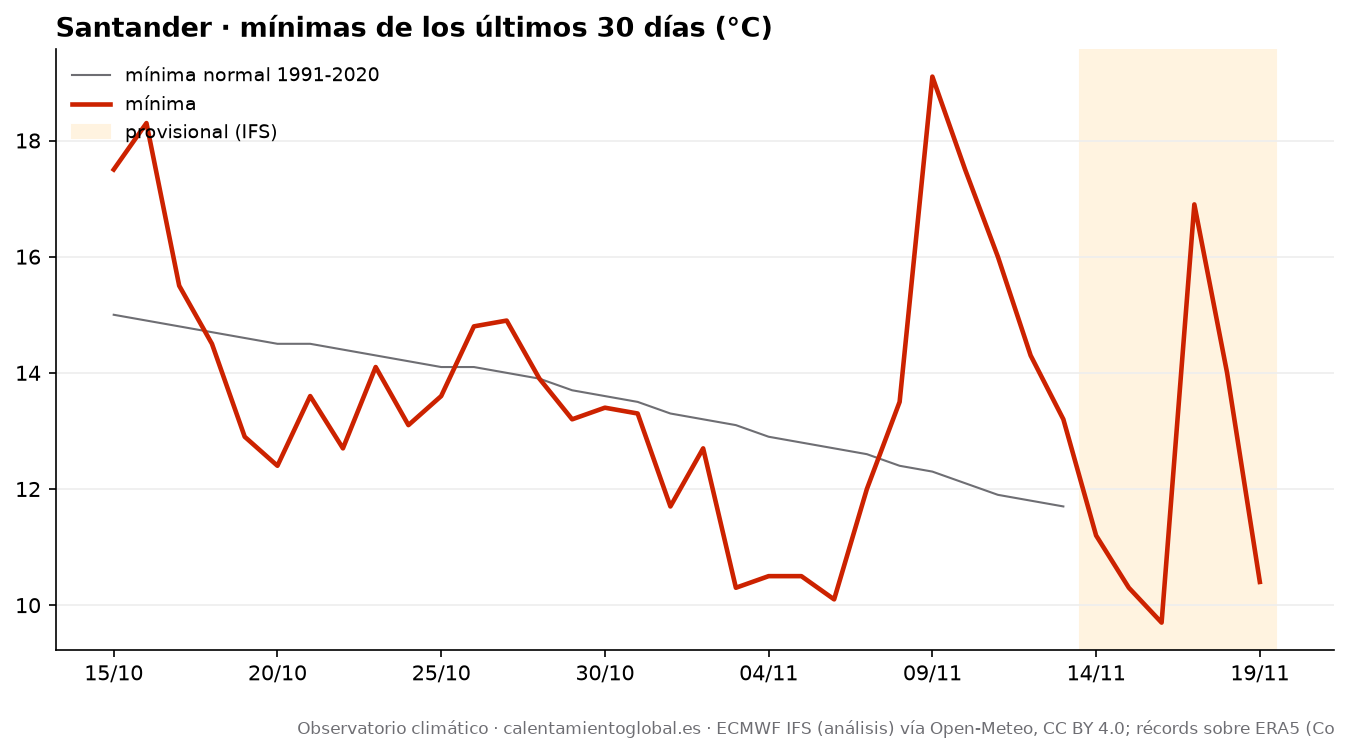 Santander · mínimas de los últimos 30 días (°C)
mínima normal 1991-2020
mínima
provisional (IFS)
18
16
14
12
10
15/10 20/10 25/10 30/10 04/11 09/11 14/11 19/11
Observatorio climático · calentamientoglobal.es · ECMWF IFS (análisis) vía Open-Meteo, CC BY 4.0; récords sobre ERA5 (Co